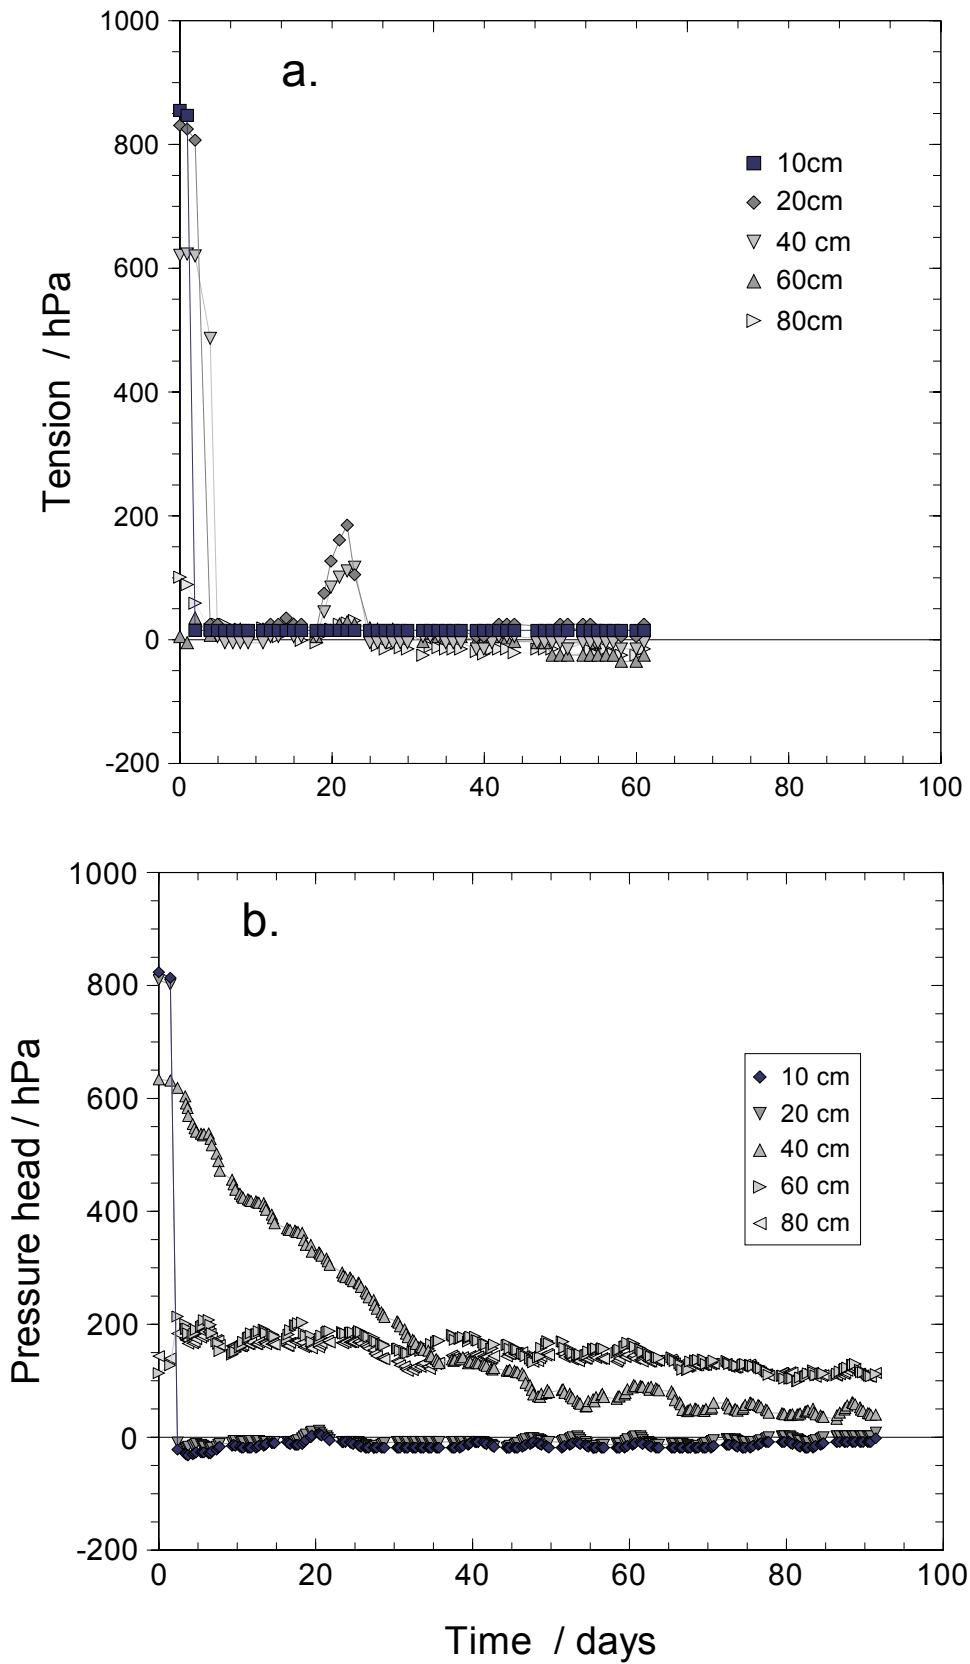 1000
a.
800
10cm
20cm
40 cm
60cm
80cm
600
400
200
0
-200
Tension / hPa
0 20 40 60 80 100
1000
b.
800
10 cm
20 cm
40 cm
60 cm
80 cm
600
400
200
0
-200
Pressure head / hPa
0 20 40 60 80 100
Time / days